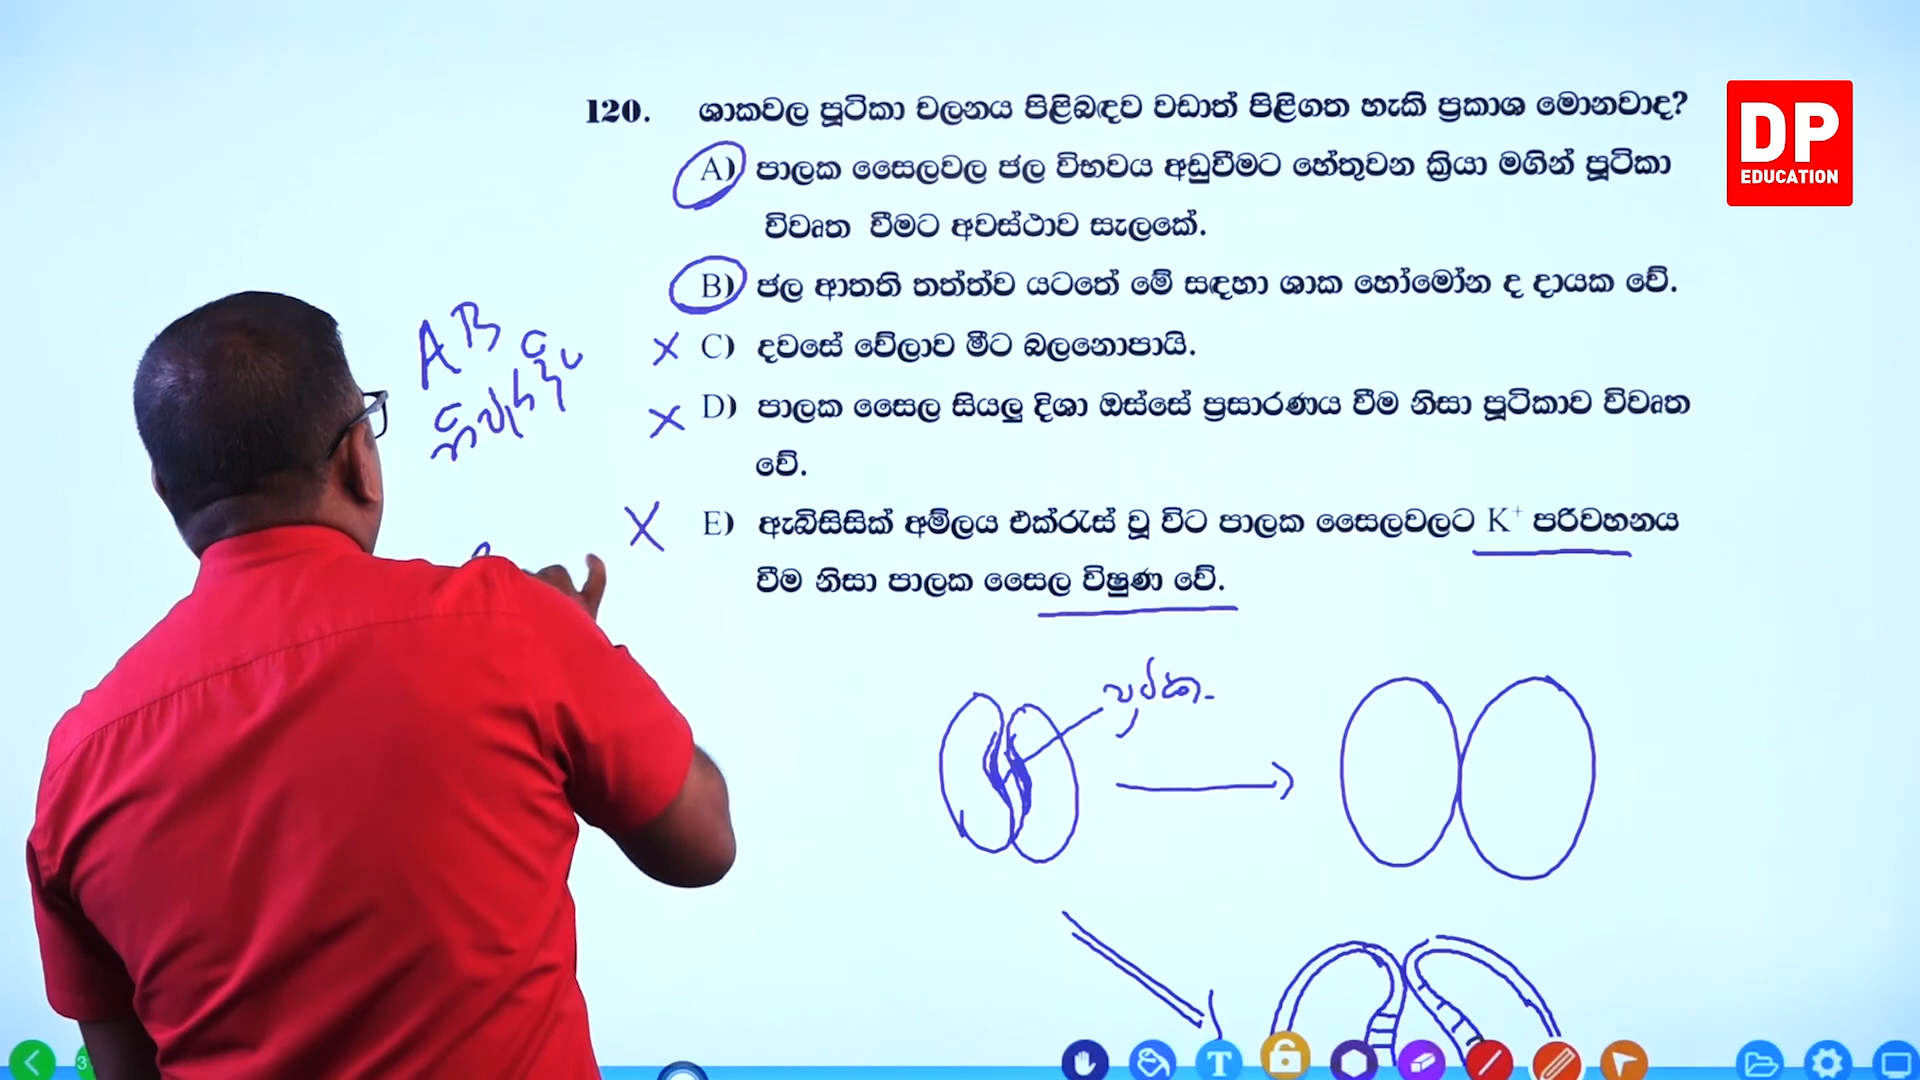 120. ශාකවල පූටිකා චලනය පිළිබඳව වඩාත් පිළිගත හැකි ප්‍රකාශ මොනවාද?
A) පාලක සෛලවල ජල විභවය අඩුවීමට හේතුවන ක්‍රියා මගින් පූටිකා
විවෘත වීමට අවස්ථාව සැලකේ.
B) ජල ආතති තත්ත්ව යටතේ මේ සඳහා ශාක හෝමෝන ද දායක වේ.
C) දවසේ වේලාව මීට බලනොපායි.
D) පාලක සෛල සියලු දිශා ඔස්සේ ප්‍රසාරණය වීම නිසා පූටිකාව විවෘත
වේ.
E) ඇබ්සිසික් අම්ලය එක්රැස් වූ විට පාලක සෛලවලට K⁺ පරිවහනය
වීම නිසා පාලක සෛල විෂුණ වේ.
DP
EDUCATION
A B